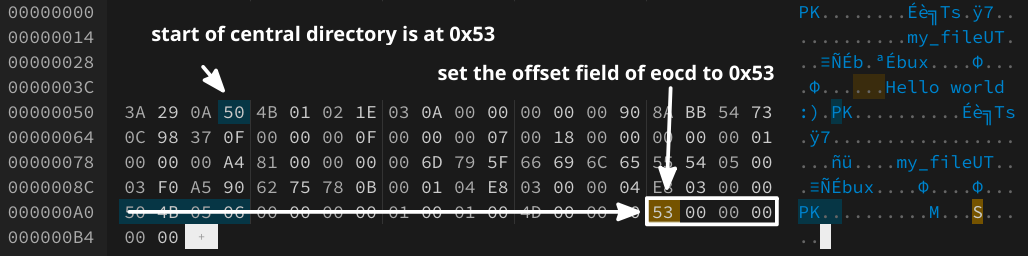 00000000 PK........Éè╗Ts.ÿ7..
start of central directory is at 0x53
00000014 ..........my_fileUT.
00000028 ..≡ÑÉb.ªÉbux....Φ..
set the offset field of eocd to 0x53
0000003C .Φ......Hello world
00000050 3A 29 0A 50 4B 01 02 1E 03 0A 00 00 00 00 00 90 8A BB 54 73 :).PK..........Éè╗Ts
00000064 0C 98 37 0F 00 00 00 0F 00 00 00 07 00 18 00 00 00 00 00 01 .ÿ7.................
00000078 00 00 00 A4 81 00 00 00 00 6D 79 5F 66 69 6C 65 55 54 05 00 ...ñü....my_fileUT..
0000008C 03 F0 A5 90 62 75 78 0B 00 01 04 E8 03 00 00 04 E8 03 00 00 .≡ÑÉbux....Φ....Φ...
000000A0 50 4B 05 06 00 00 00 00 01 00 01 00 4D 00 00 00 53 00 00 00 PK..........M...S...
000000B4 00 00 + ..